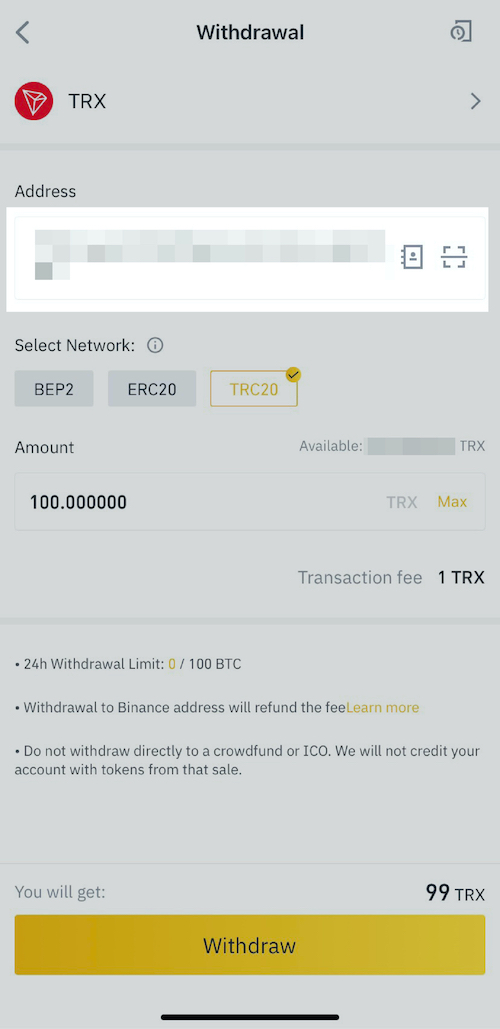 Withdrawal
TRX
Address
Select Network:
BEP2 ERC20 TRC20
Amount Available: TRX
100.000000 TRX Max
Transaction fee 1 TRX
• 24h Withdrawal Limit: 0 / 100 BTC
• Withdrawal to Binance address will refund the feeLearn more
• Do not withdraw directly to a crowdfund or ICO. We will not credit your
account with tokens from that sale.
You will get: 99 TRX
Withdraw